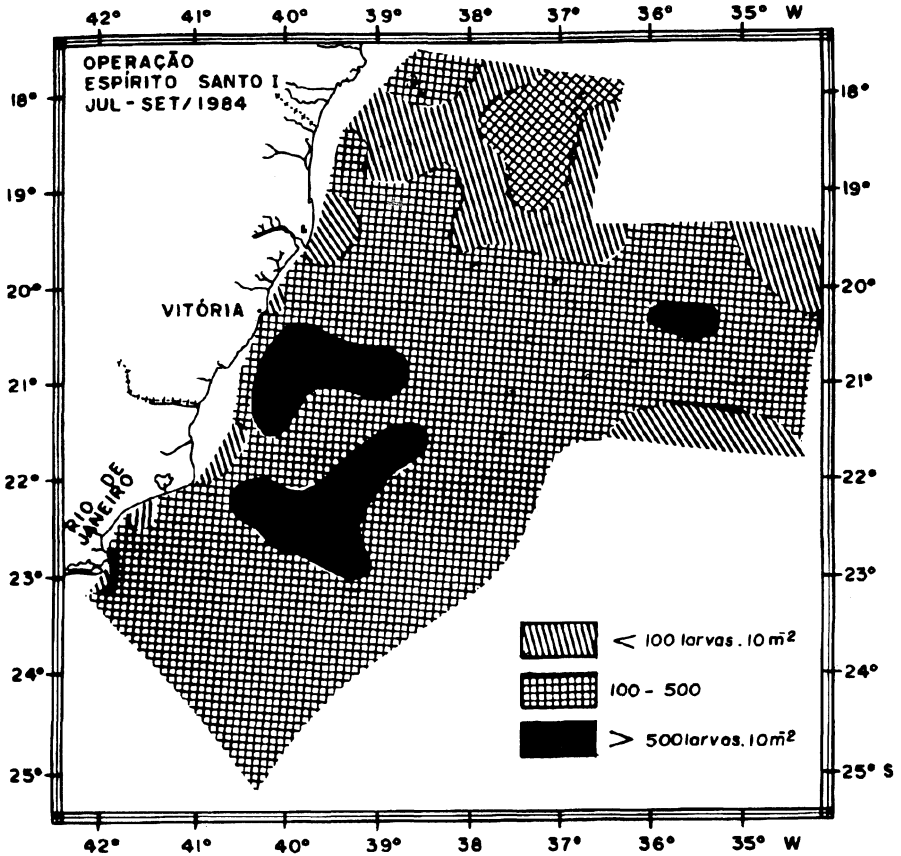 42° 41° 40° 39° 38° 37° 36° 35° W
OPERAÇÃO
ESPÍRITO SANTO I
JUL-SET/1984
18° 18°
19° 19°
20° 20°
VITÓRIA
21° 21°
22° 22°
RIO DE
JANEIRO
23° 23°
< 100 larvas.10m⁻²
24° 24°
100 - 500
> 500 larvas.10m⁻²
25° 25° S
42° 41° 40° 39° 38° 37° 36° 35° W